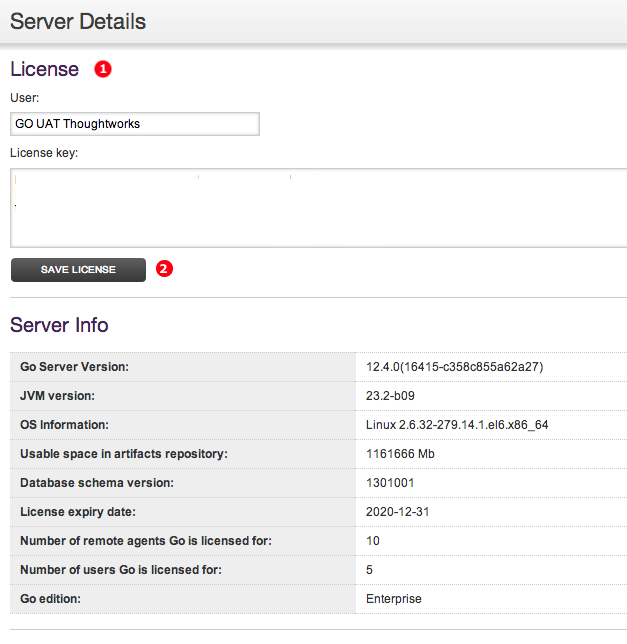 Server Details
License 1
User:
GO UAT Thoughtworks
License key:
SAVE LICENSE 2
Server Info
Go Server Version: 12.4.0(16415-c358c855a62a27)
JVM version: 23.2-b09
OS Information: Linux 2.6.32-279.14.1.el6.x86_64
Usable space in artifacts repository: 1161666 Mb
Database schema version: 1301001
License expiry date: 2020-12-31
Number of remote agents Go is licensed for: 10
Number of users Go is licensed for: 5
Go edition: Enterprise